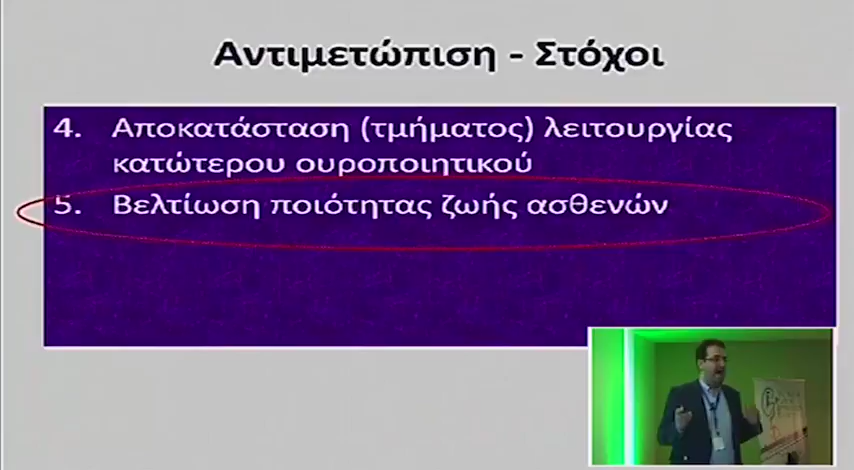 Αντιμετώπιση - Στόχοι
4. Αποκατάσταση (τμήματος) λειτουργίας
κατώτερου ουροποιητικού
5. Βελτίωση ποιότητας ζωής ασθενών